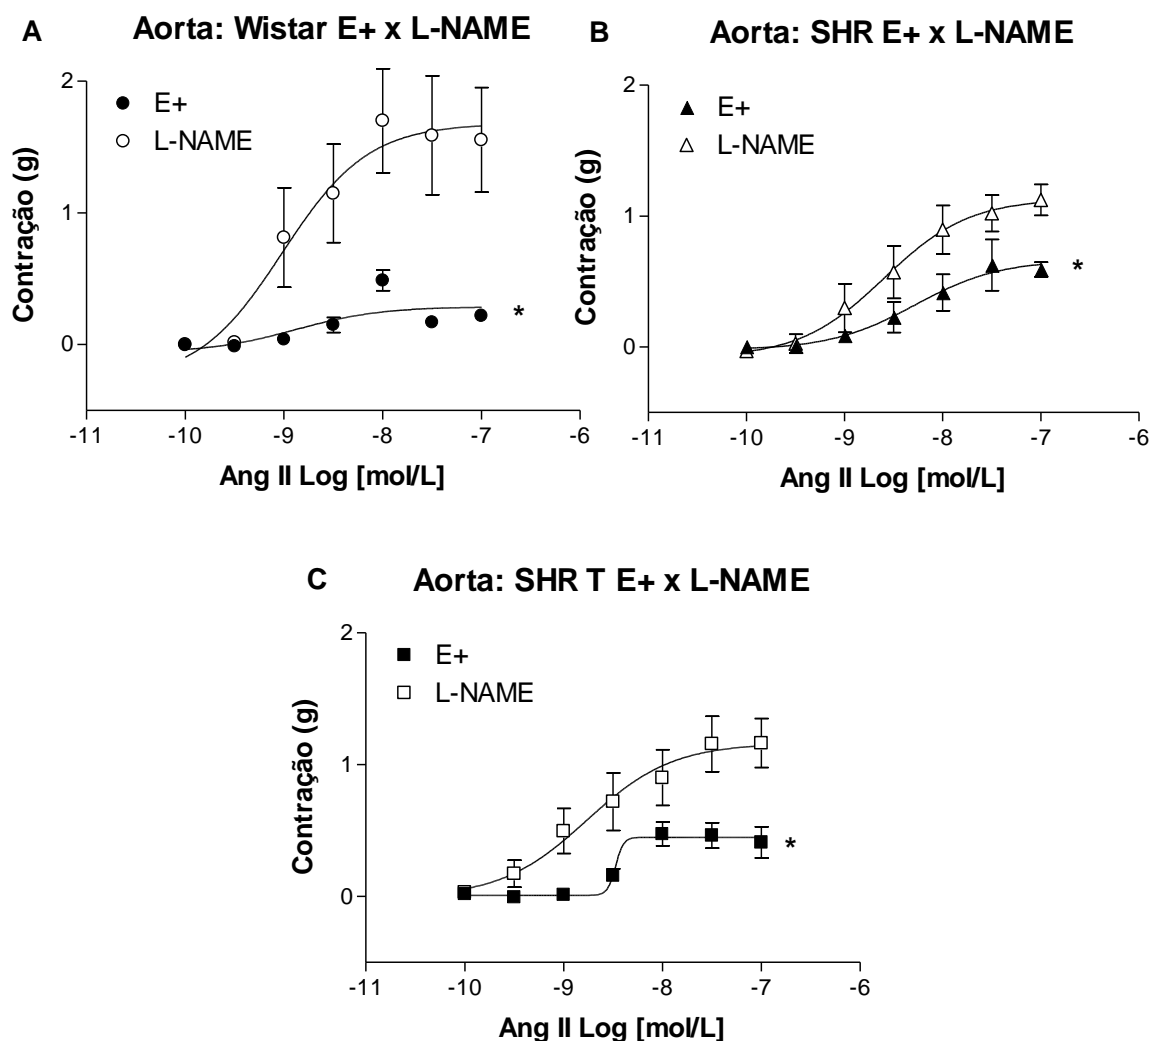 A
Aorta: Wistar E+ x L-NAME
2
1
0
Contração (g)
E+
L-NAME
*
-11 -10 -9 -8 -7 -6
Ang II Log [mol/L]
B
Aorta: SHR E+ x L-NAME
2
1
0
Contração (g)
E+
L-NAME
*
-11 -10 -9 -8 -7 -6
Ang II Log [mol/L]
C
Aorta: SHR T E+ x L-NAME
2
1
0
Contração (g)
E+
L-NAME
*
-11 -10 -9 -8 -7 -6
Ang II Log [mol/L]